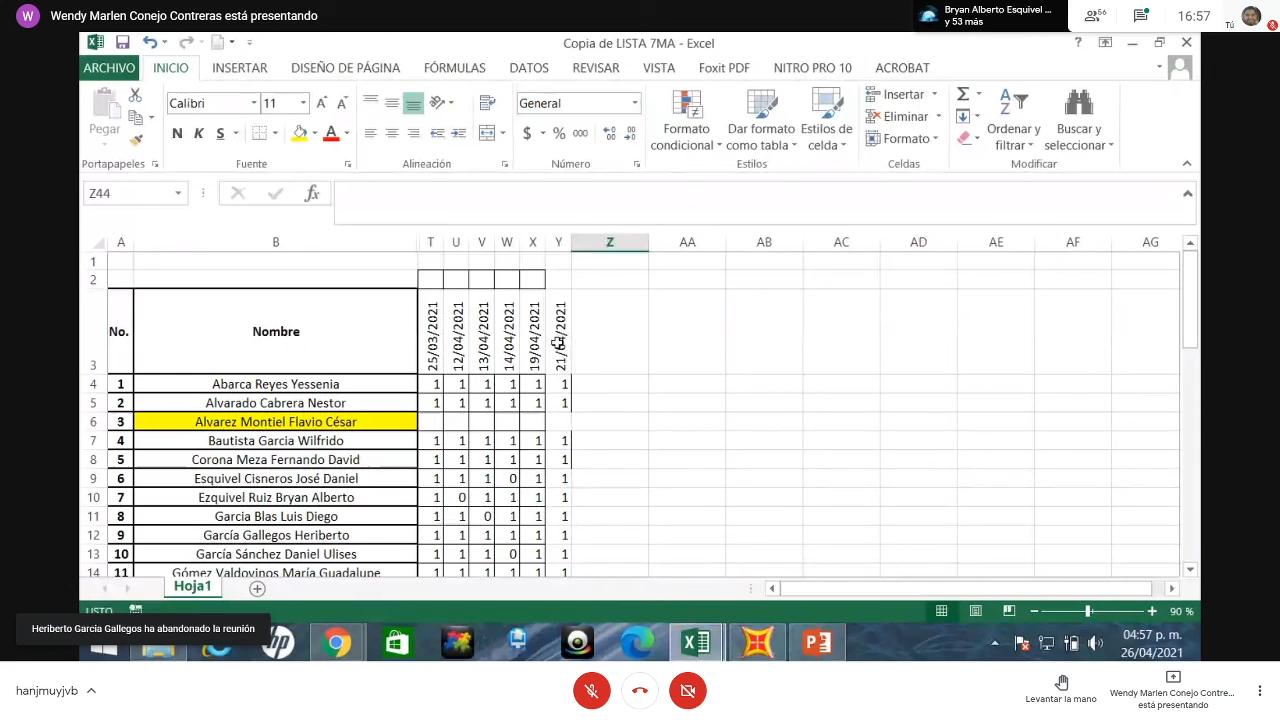 W Wendy Marlen Conejo Contreras está presentando
Bryan Alberto Esquivel ...
y 53 más
56
16:57
Tú
Copia de LISTA 7MA - Excel
ARCHIVO INICIO INSERTAR DISEÑO DE PÁGINA FÓRMULAS DATOS REVISAR VISTA Foxit PDF NITRO PRO 10 ACROBAT
Pegar
Calibri 11
N K S
General
$ % 000
Formato condicional
Dar formato como tabla
Estilos de celda
Insertar
Eliminar
Formato
Ordenar y filtrar
Buscar y seleccionar
Portapapeles Fuente Alineación Número Estilos Celdas Modificar
Z44 fx
A B T U V W X Y Z AA AB AC AD AE AF AG
1
2
3 No. Nombre 25/03/2021 12/04/2021 13/04/2021 14/04/2021 19/04/2021
4 1 Abarca Reyes Yessenia 1 1 1 1 1 1
5 2 Alvarado Cabrera Nestor 1 1 1 1 1 1
6 3 Alvarez Montiel Flavio César
7 4 Bautista Garcia Wilfrido 1 1 1 1 1 1
8 5 Corona Meza Fernando David 1 1 1 1 1 1
9 6 Esquivel Cisneros José Daniel 1 1 1 0 1 1
10 7 Ezquivel Ruiz Bryan Alberto 1 0 1 1 1 1
11 8 Garcia Blas Luis Diego 1 1 0 1 1 1
12 9 García Gallegos Heriberto 1 1 1 1 1 1
13 10 García Sánchez Daniel Ulises 1 1 1 0 1 1
14 11 Gómez Valdovinos María Guadalupe 1 1 1 1 1 1
Hoja1
LISTO
90 %
Heriberto Garcia Gallegos ha abandonado la reunión
04:57 p. m.
26/04/2021
hanjmuyjvb
Levantar la mano
Wendy Marlen Conejo Contre...
está presentando